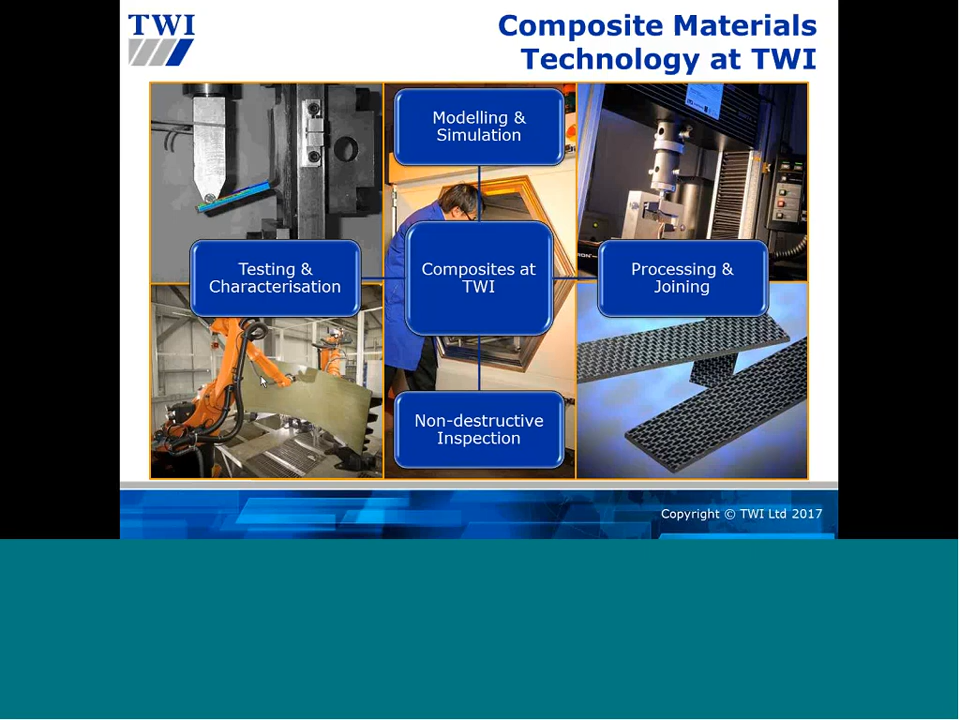 TWI
Composite Materials
Technology at TWI
Modelling &
Simulation
Testing &
Characterisation
Composites at
TWI
Processing &
Joining
Non-destructive
Inspection
Copyright © TWI Ltd 2017